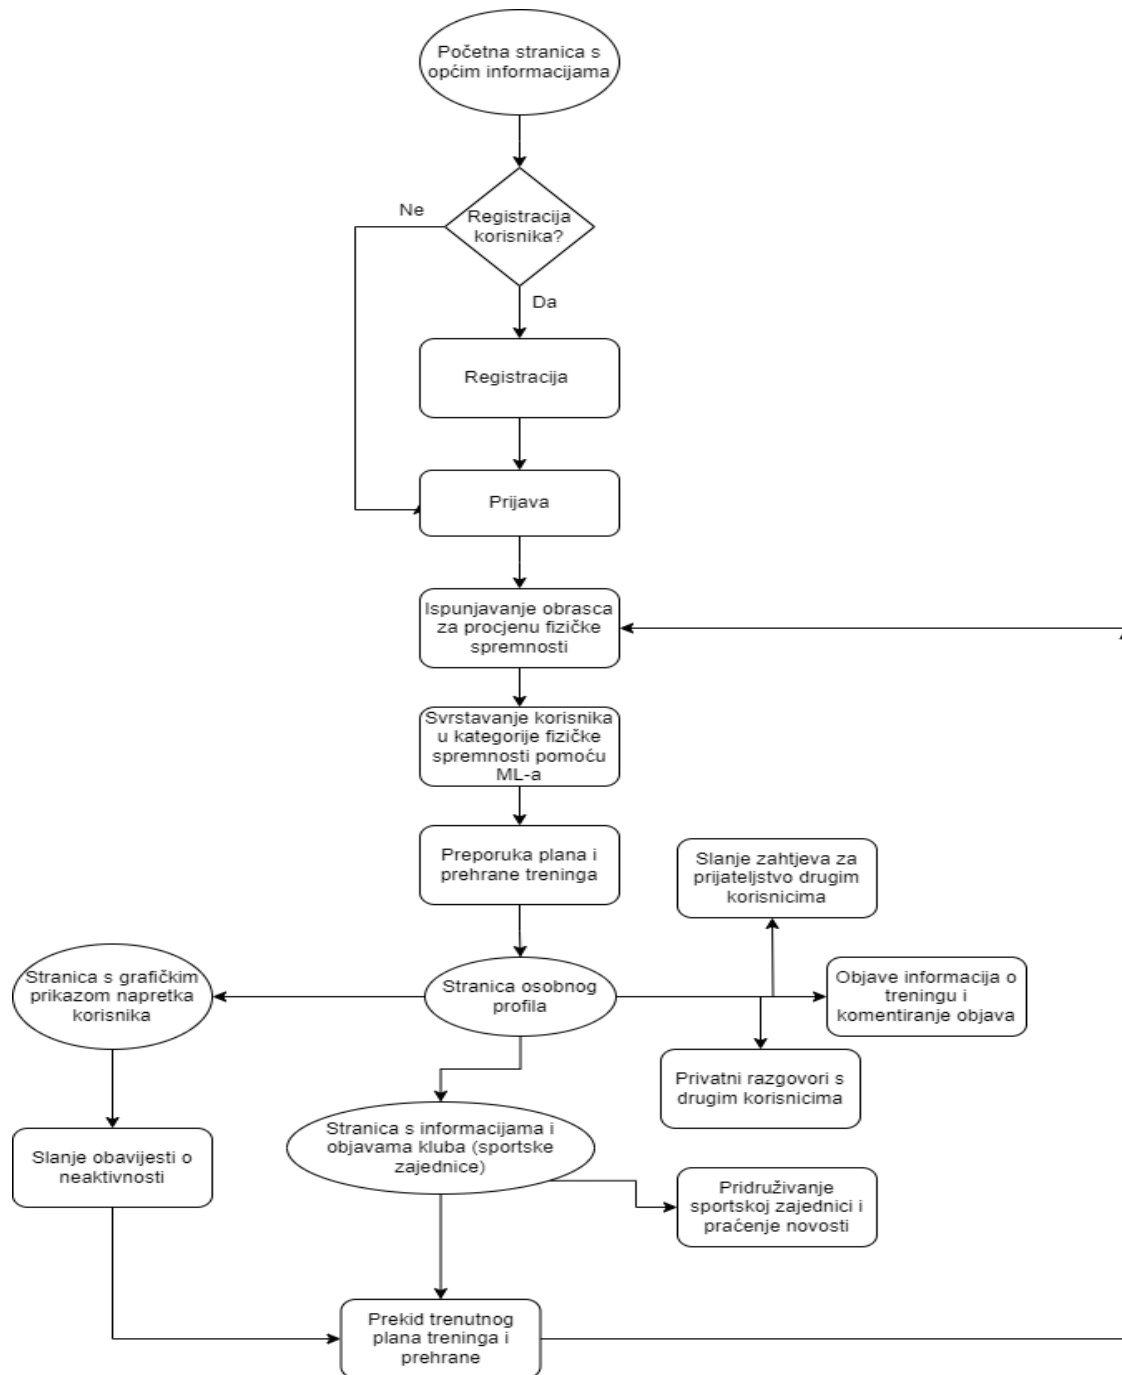 Početna stranica s
općim informacijama
Ne
Registracija
korisnika?
Da
Registracija
Prijava
Ispunjavanje obrasca
za procjenu fizičke
spremnosti
Svrstavanje korisnika
u kategorije fizičke
spremnosti pomoću
ML-a
Preporuka plana i
prehrane treninga
Slanje zahtjeva za
prijateljstvo drugim
korisnicima
Stranica s grafičkim
prikazom napretka
korisnika
Stranica osobnog
profila
Objave informacija o
treningu i
komentiranje objava
Privatni razgovori s
drugim korisnicima
Stranica s informacijama i
objavama kluba (sportske
zajednice)
Slanje obavijesti o
neaktivnosti
Pridruživanje
sportskoj zajednici i
praćenje novosti
Prekid trenutnog
plana treninga i
prehrane